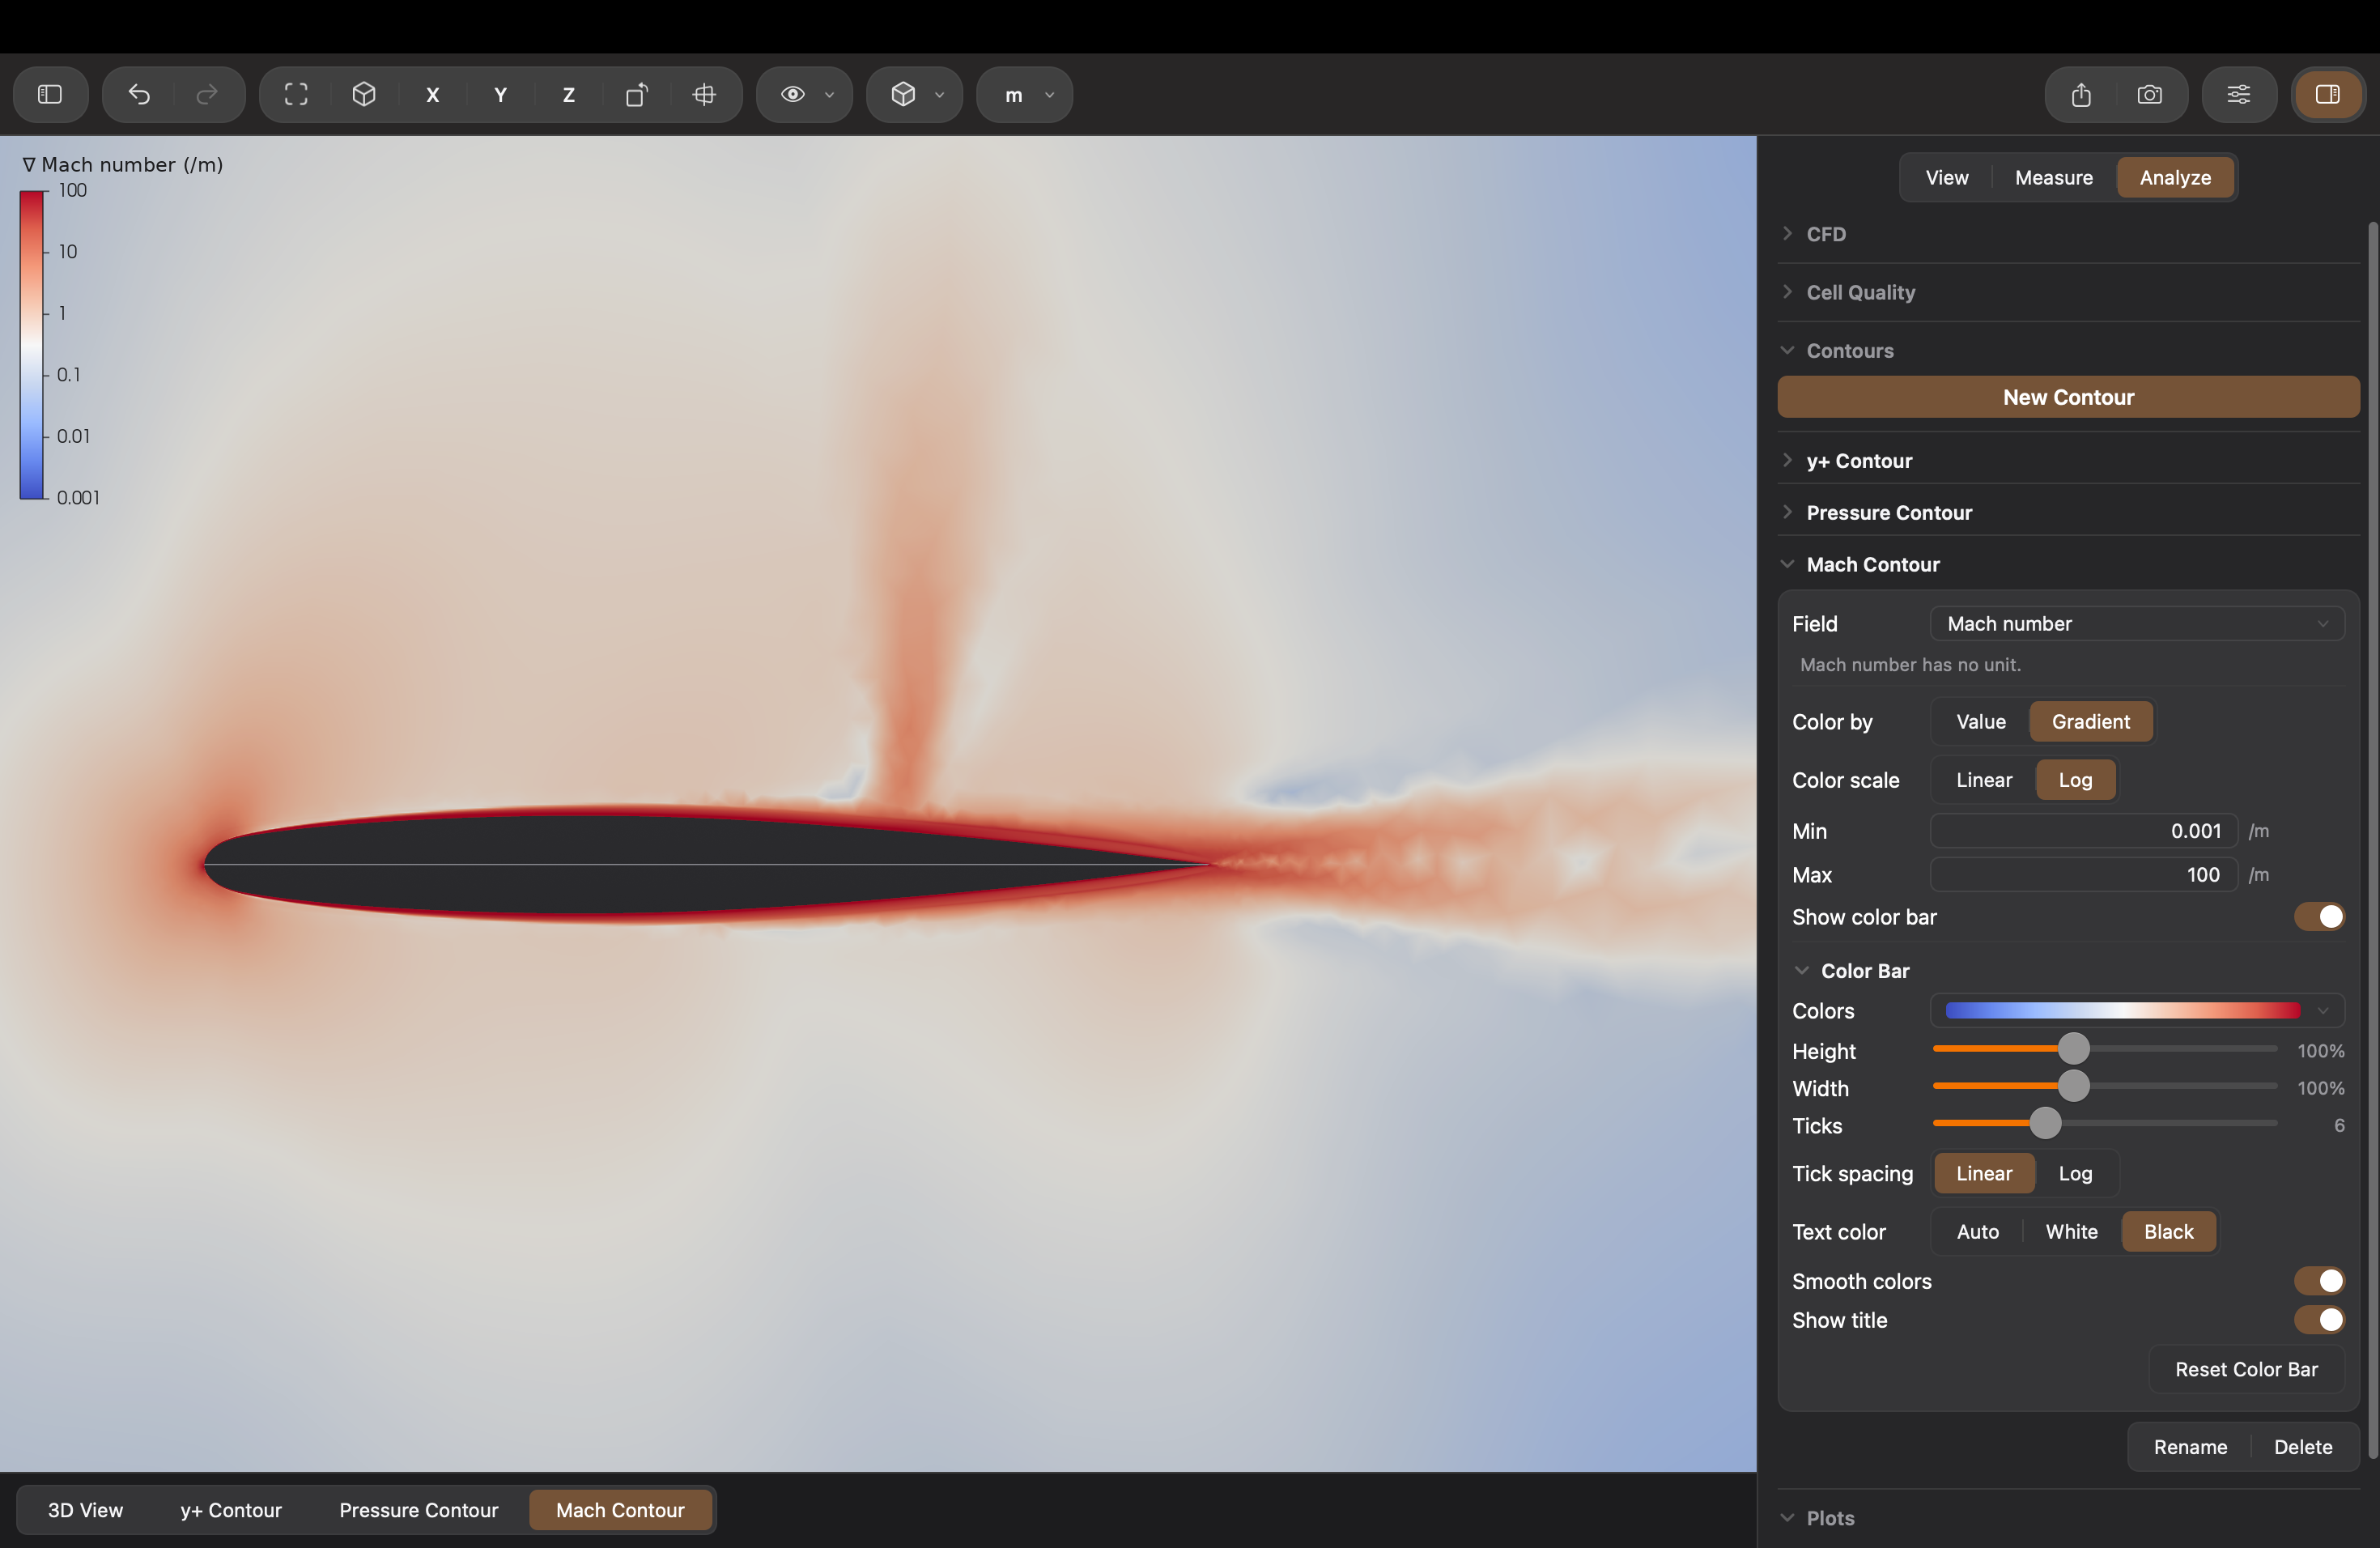 X
Y
Z
m
∇ Mach number (/m)
100
10
1
0.1
0.01
0.001
View
Measure
Analyze
CFD
Cell Quality
Contours
New Contour
y+ Contour
Pressure Contour
Mach Contour
Field
Mach number
Mach number has no unit.
Color by
Value
Gradient
Color scale
Linear
Log
Min
0.001
/m
Max
100
/m
Show color bar
Color Bar
Colors
Height
100%
Width
100%
Ticks
6
Tick spacing
Linear
Log
Text color
Auto
White
Black
Smooth colors
Show title
Reset Color Bar
Rename
Delete
Plots
3D View
y+ Contour
Pressure Contour
Mach Contour